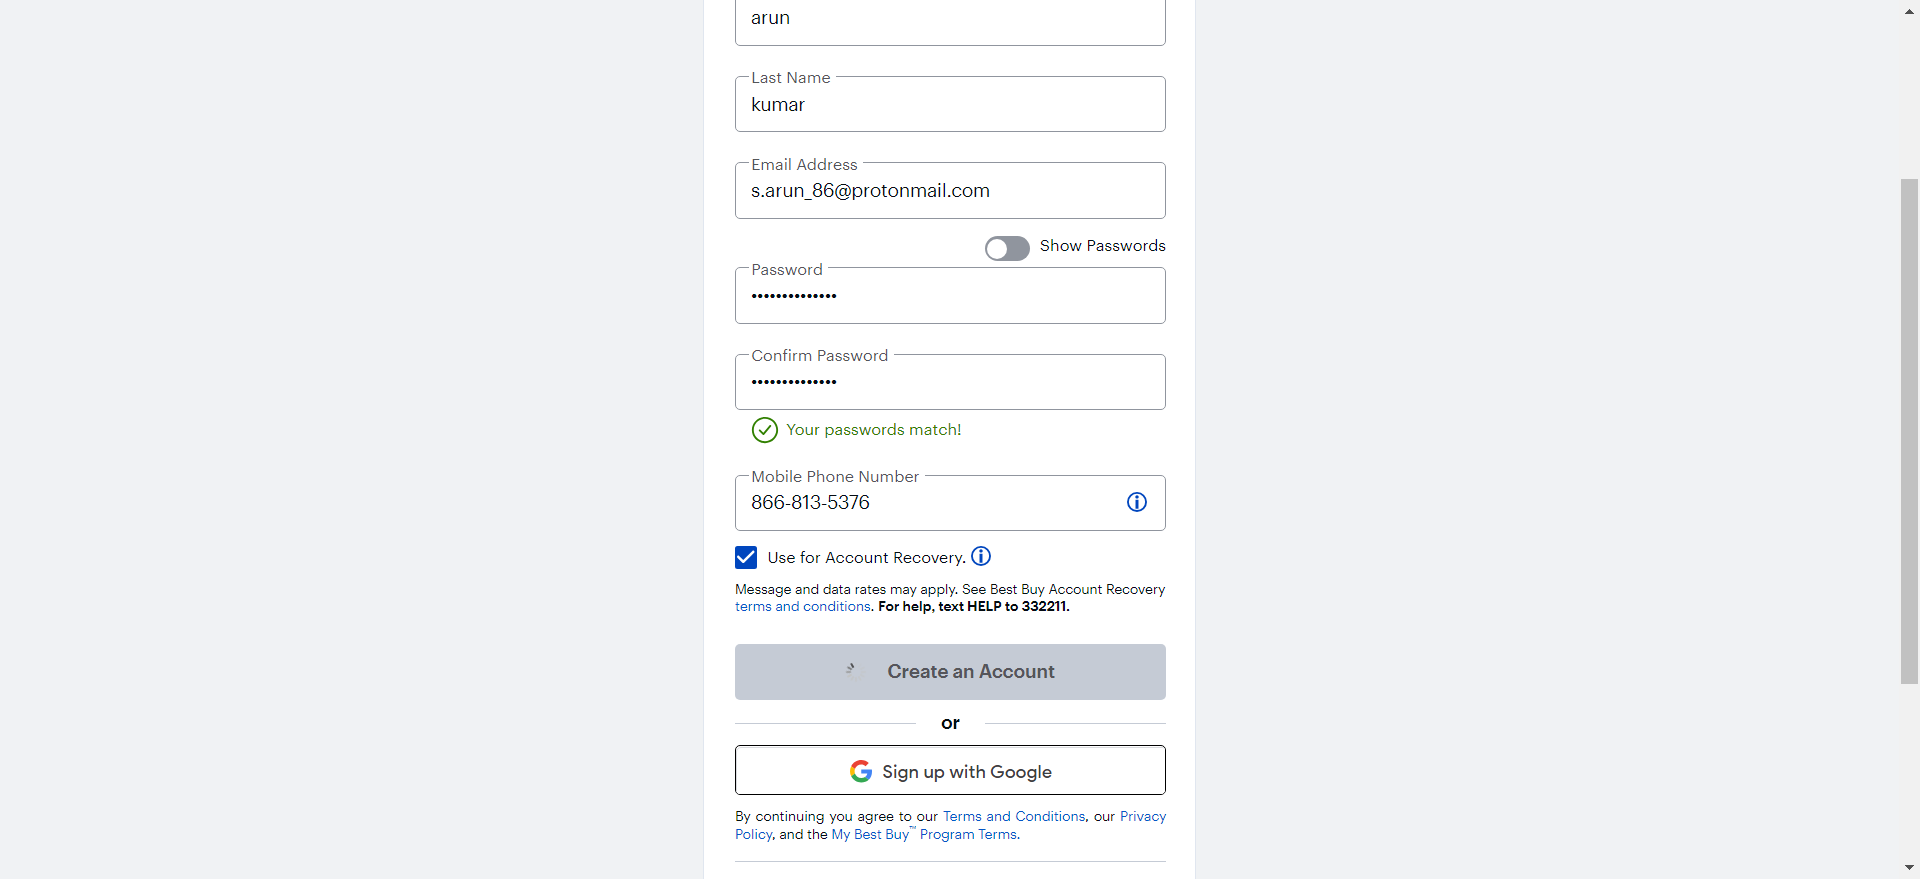 arun
Last Name
kumar
Email Address
s.arun_86@protonmail.com
Show Passwords
Password
••••••••••••••
Confirm Password
••••••••••••••
Your passwords match!
Mobile Phone Number
866-813-5376
Use for Account Recovery.
Message and data rates may apply. See Best Buy Account Recovery
terms and conditions. For help, text HELP to 332211.
Create an Account
or
Sign up with Google
By continuing you agree to our Terms and Conditions, our Privacy
Policy, and the My Best Buy™ Program Terms.